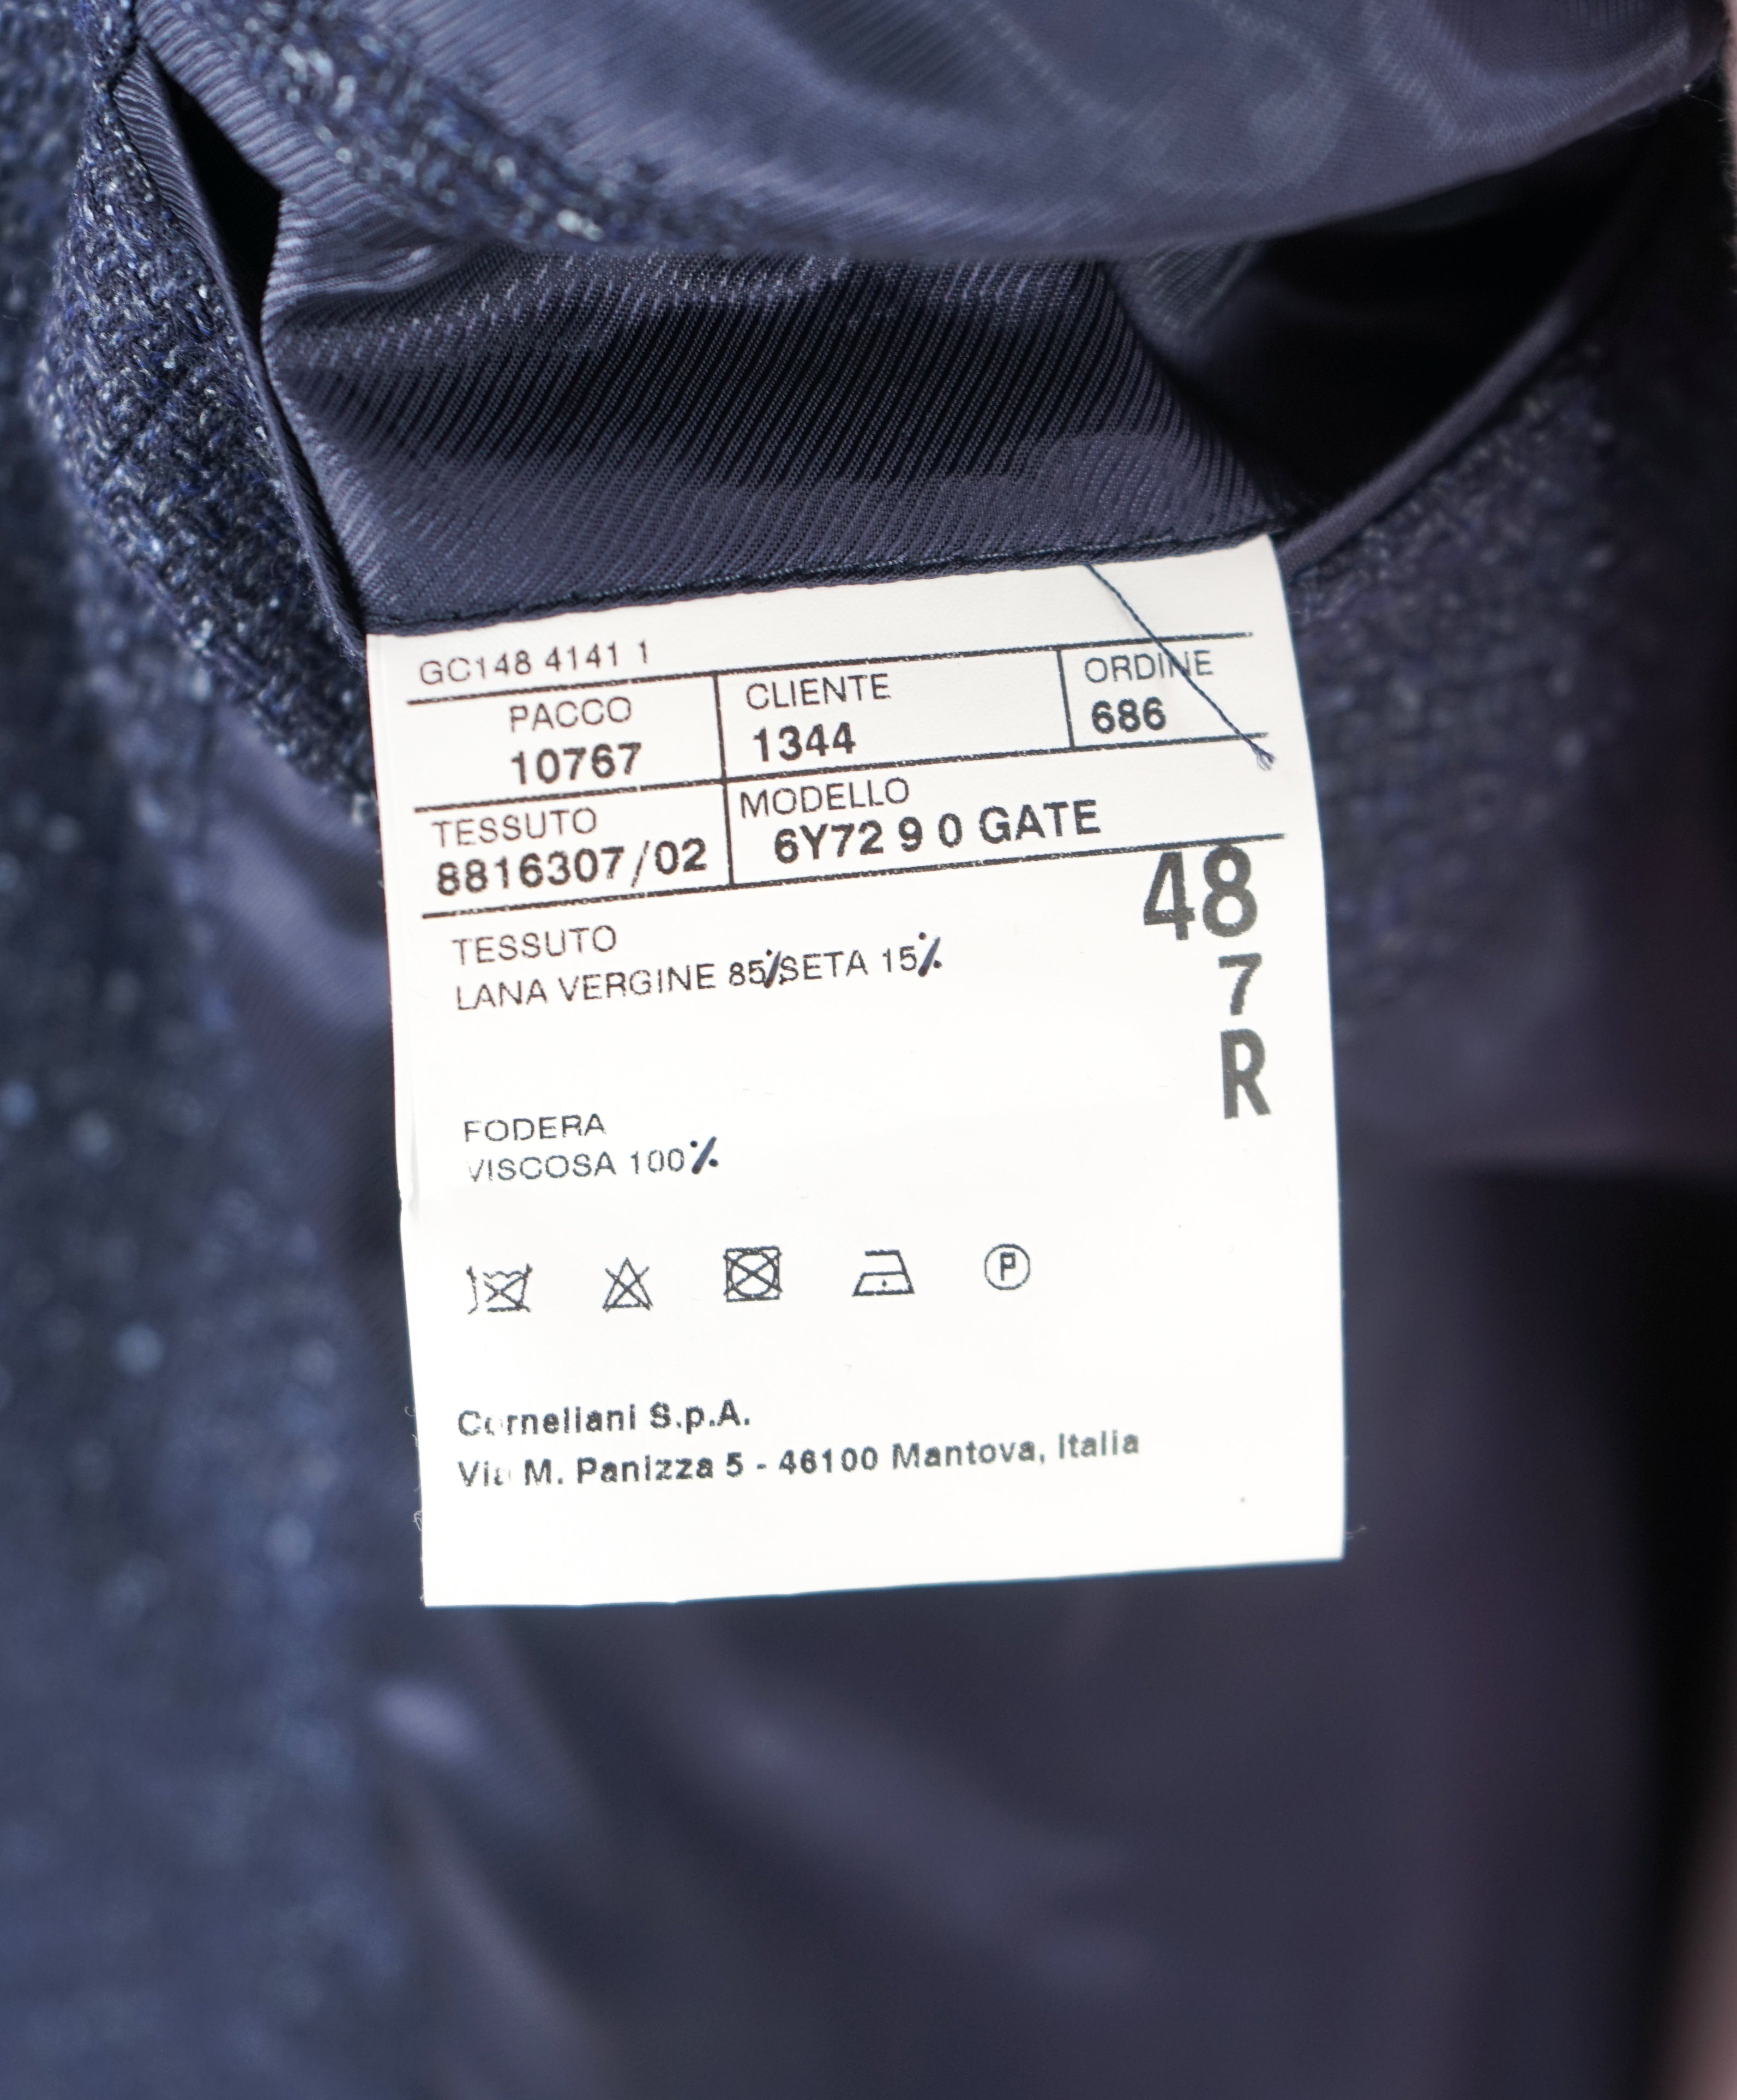 GC148 4141 1
PACCO CLIENTE ORDINE
10767 1344 686
TESSUTO MODELLO
8816307/02 6Y72 9 0 GATE
48
TESSUTO
LANA VERGINE 85%SETA 15%
7
R
FODERA
VISCOSA 100%
P
Corneliani S.p.A.
Via M. Panizza 5 - 46100 Mantova, Italia